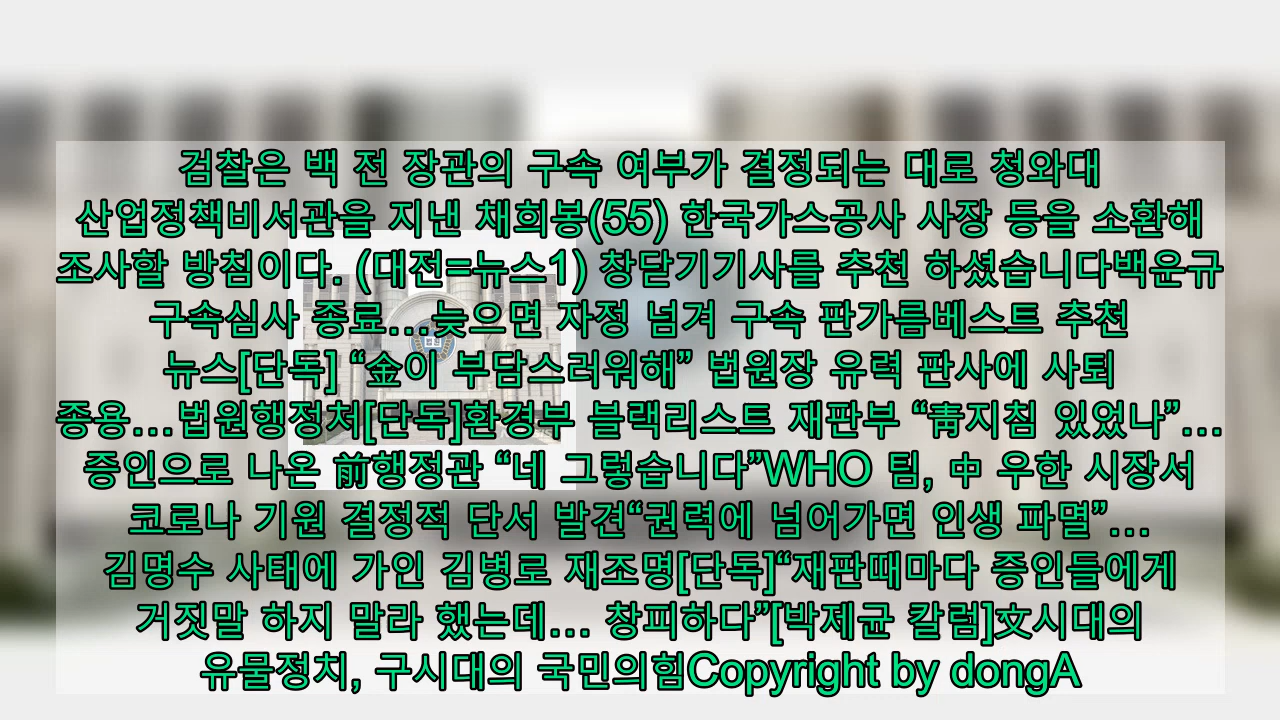 검찰은 백 전 장관의 구속 여부가 결정되는 대로 청와대
산업정책비서관을 지낸 채희봉(55) 한국가스공사 사장 등을 소환해
조사할 방침이다. (대전=뉴스1) 창닫기기사를 추천 하셨습니다백운규
구속심사 종료…늦으면 자정 넘겨 구속 판가름베스트 추천
뉴스[단독] “金이 부담스러워해” 법원장 유력 판사에 사퇴
종용…법원행정처[단독]환경부 블랙리스트 재판부 “靑지침 있었나”…
증인으로 나온 前행정관 “네 그렇습니다”WHO 팀, 中 우한 시장서
코로나 기원 결정적 단서 발견“권력에 넘어가면 인생 파멸”…
김명수 사태에 가인 김병로 재조명[단독]“재판때마다 증인들에게
거짓말 하지 말라 했는데… 창피하다”[박제균 칼럼]文시대의
유물정치, 구시대의 국민의힘Copyright by dongA
법원